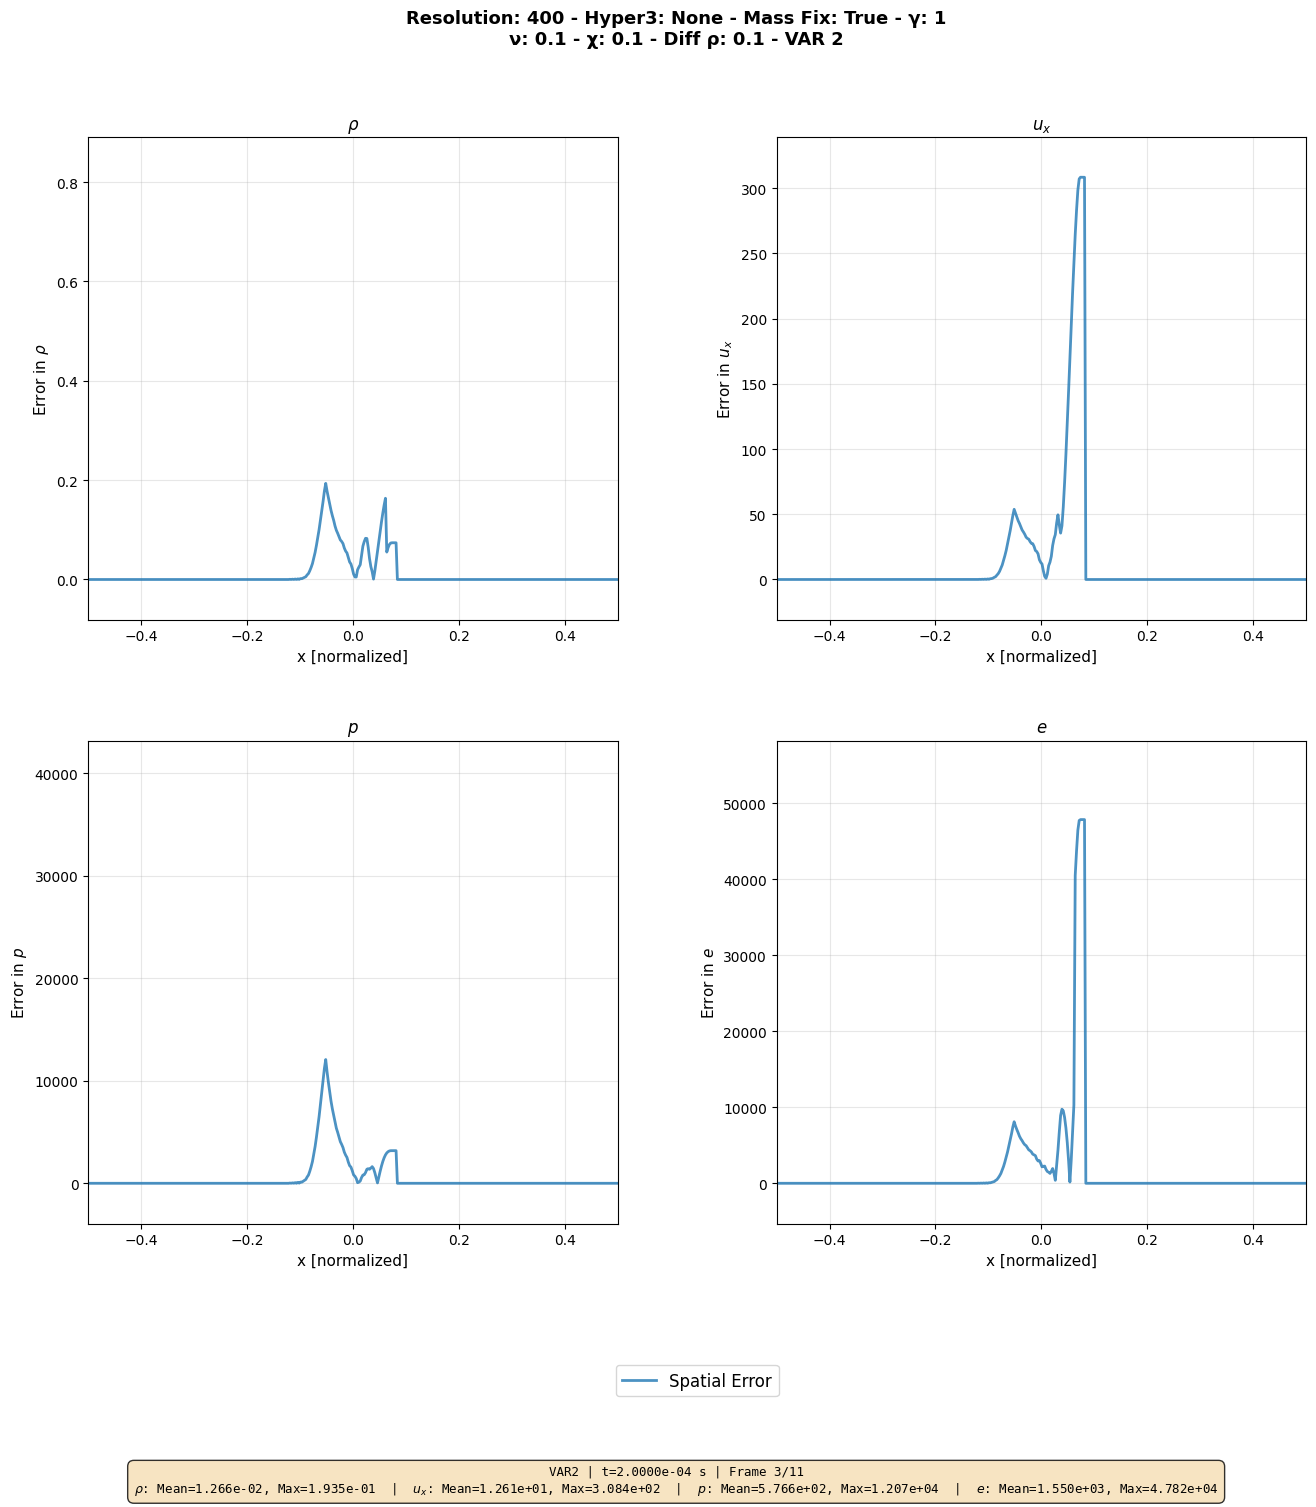 Resolution: 400 - Hyper3: None - Mass Fix: True - γ: 1
ν: 0.1 - χ: 0.1 - Diff ρ: 0.1 - VAR 2
ρ
0.8
0.6
0.4
0.2
0.0
Error in ρ
−0.4 −0.2 0.0 0.2 0.4
x [normalized]
u_x
300
250
200
150
100
50
0
Error in u_x
−0.4 −0.2 0.0 0.2 0.4
x [normalized]
p
40000
30000
20000
10000
0
Error in p
−0.4 −0.2 0.0 0.2 0.4
x [normalized]
e
50000
40000
30000
20000
10000
0
Error in e
−0.4 −0.2 0.0 0.2 0.4
x [normalized]
Spatial Error
VAR2 | t=2.0000e-04 s | Frame 3/11
ρ: Mean=1.266e-02, Max=1.935e-01 | u_x: Mean=1.261e+01, Max=3.084e+02 | p: Mean=5.766e+02, Max=1.207e+04 | e: Mean=1.550e+03, Max=4.782e+04